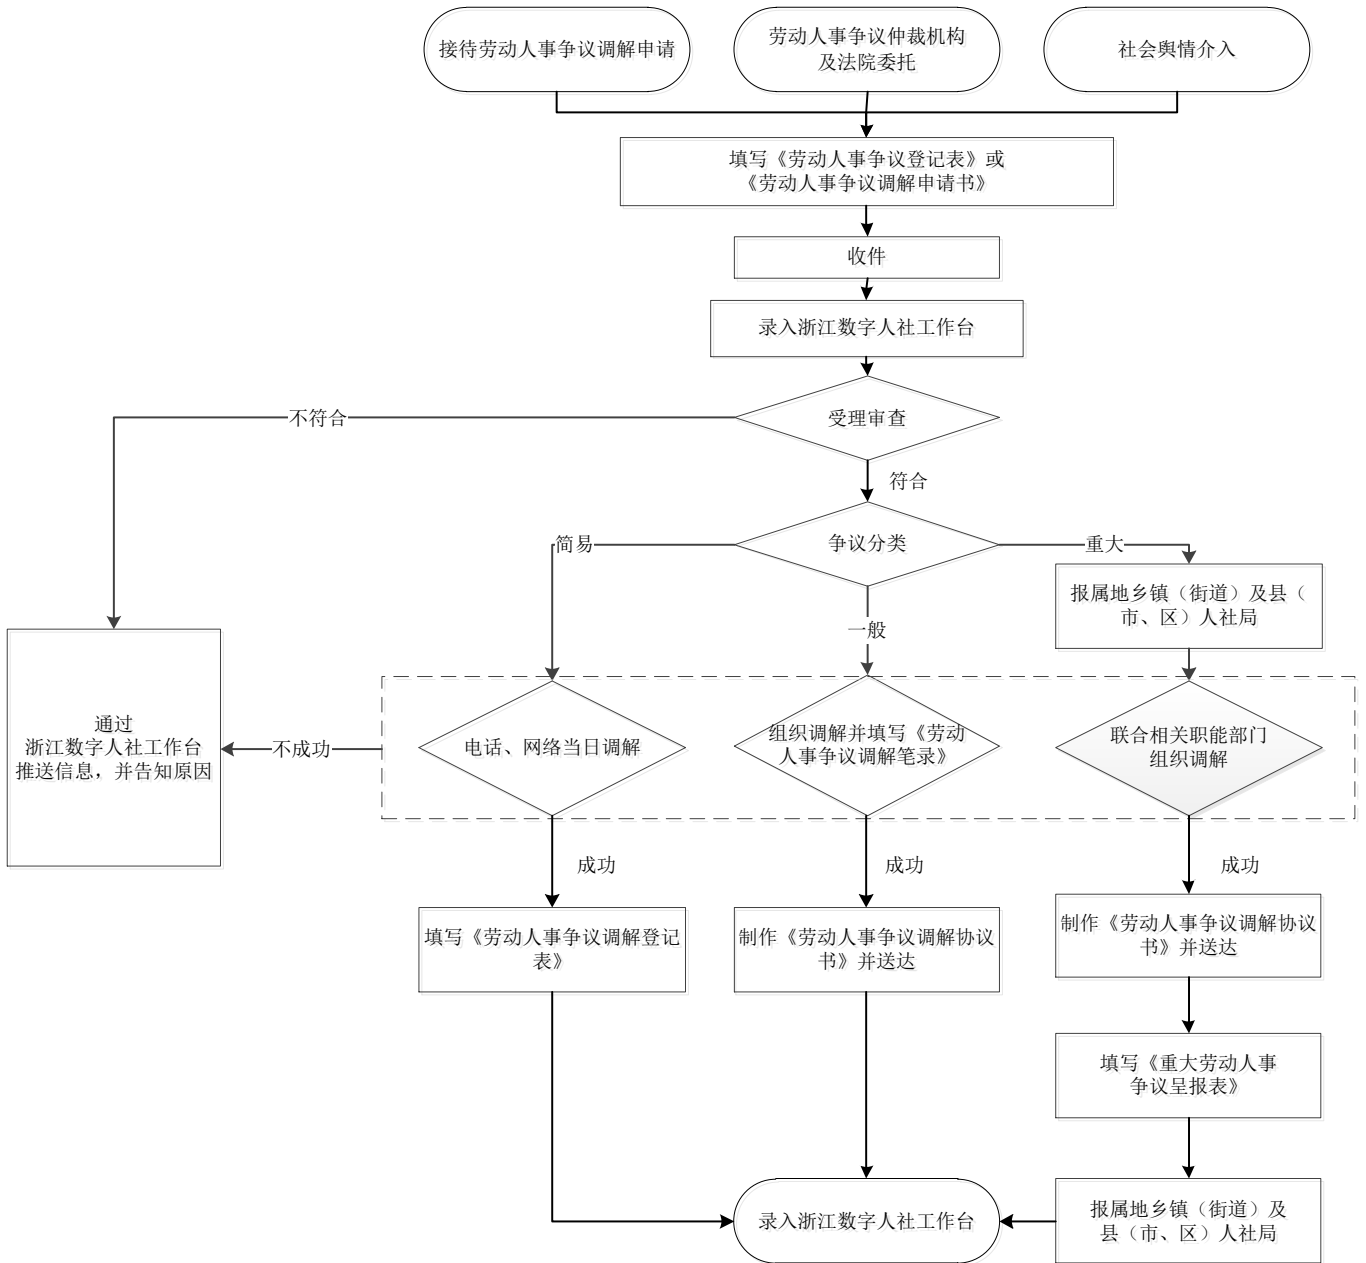 接待劳动人事争议调解申请
劳动人事争议仲裁机构
及法院委托
社会舆情介入
填写《劳动人事争议登记表》或
《劳动人事争议调解申请书》
收件
录入浙江数字人社工作台
受理审查
不符合
符合
争议分类
简易
重大
一般
报属地乡镇（街道）及县（
市、区）人社局
通过
浙江数字人社工作台
推送信息，并告知原因
不成功
电话、网络当日调解
组织调解并填写《劳动
人事争议调解笔录》
联合相关职能部门
组织调解
成功
成功
成功
填写《劳动人事争议调解登记
表》
制作《劳动人事争议调解协议
书》并送达
制作《劳动人事争议调解协议
书》并送达
填写《重大劳动人事
争议呈报表》
录入浙江数字人社工作台
报属地乡镇（街道）及
县（市、区）人社局